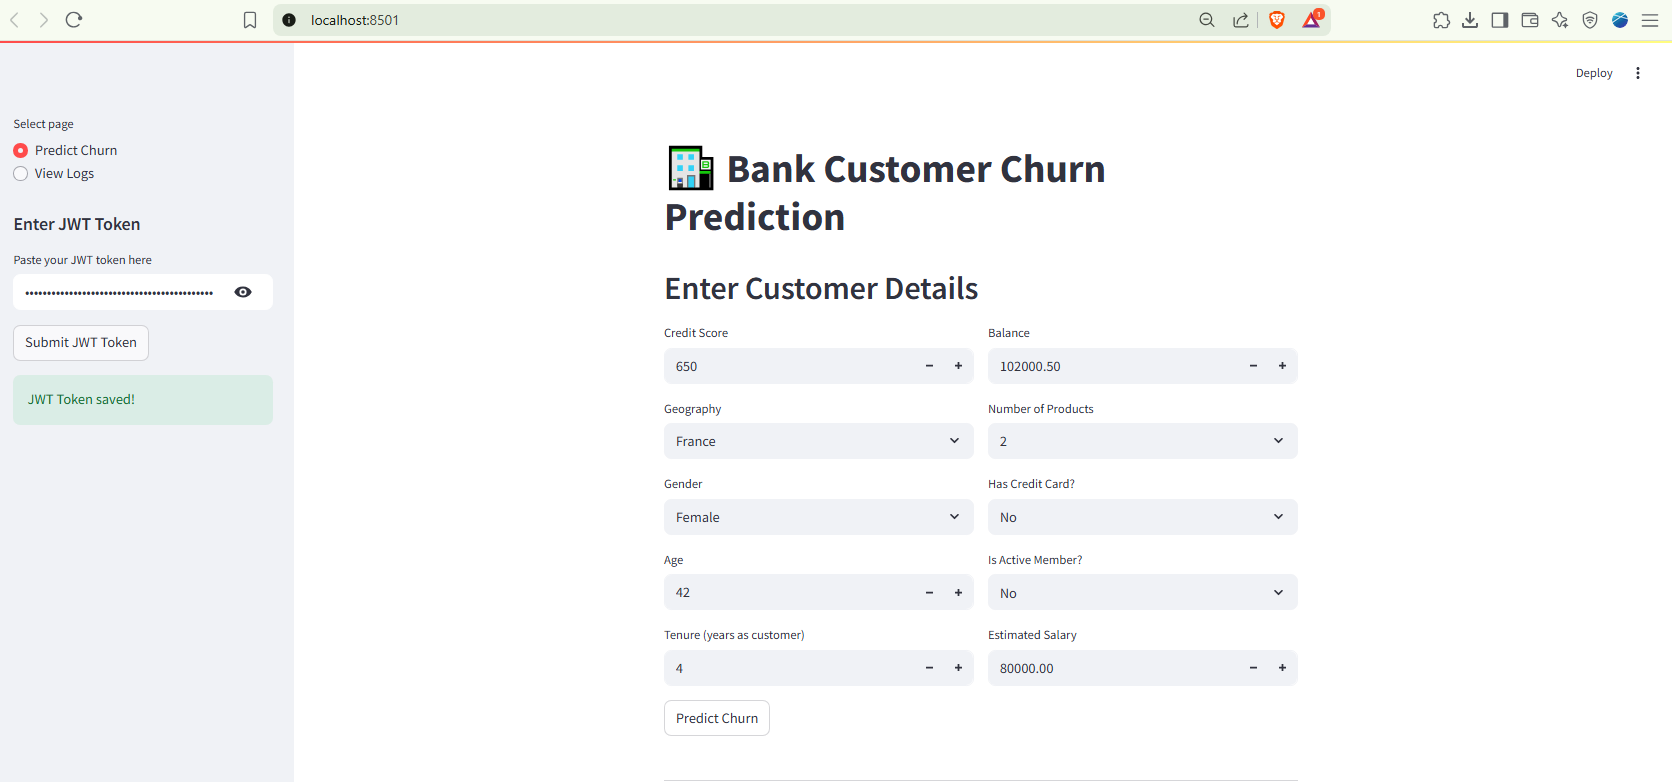 localhost:8501
1
Deploy
Select page
Predict Churn
View Logs
Enter JWT Token
Paste your JWT token here
Submit JWT Token
JWT Token saved!
Bank Customer Churn
Prediction
Enter Customer Details
Credit Score
650
Balance
102000.50
Geography
France
Number of Products
2
Gender
Female
Has Credit Card?
No
Age
42
Is Active Member?
No
Tenure (years as customer)
4
Estimated Salary
80000.00
Predict Churn